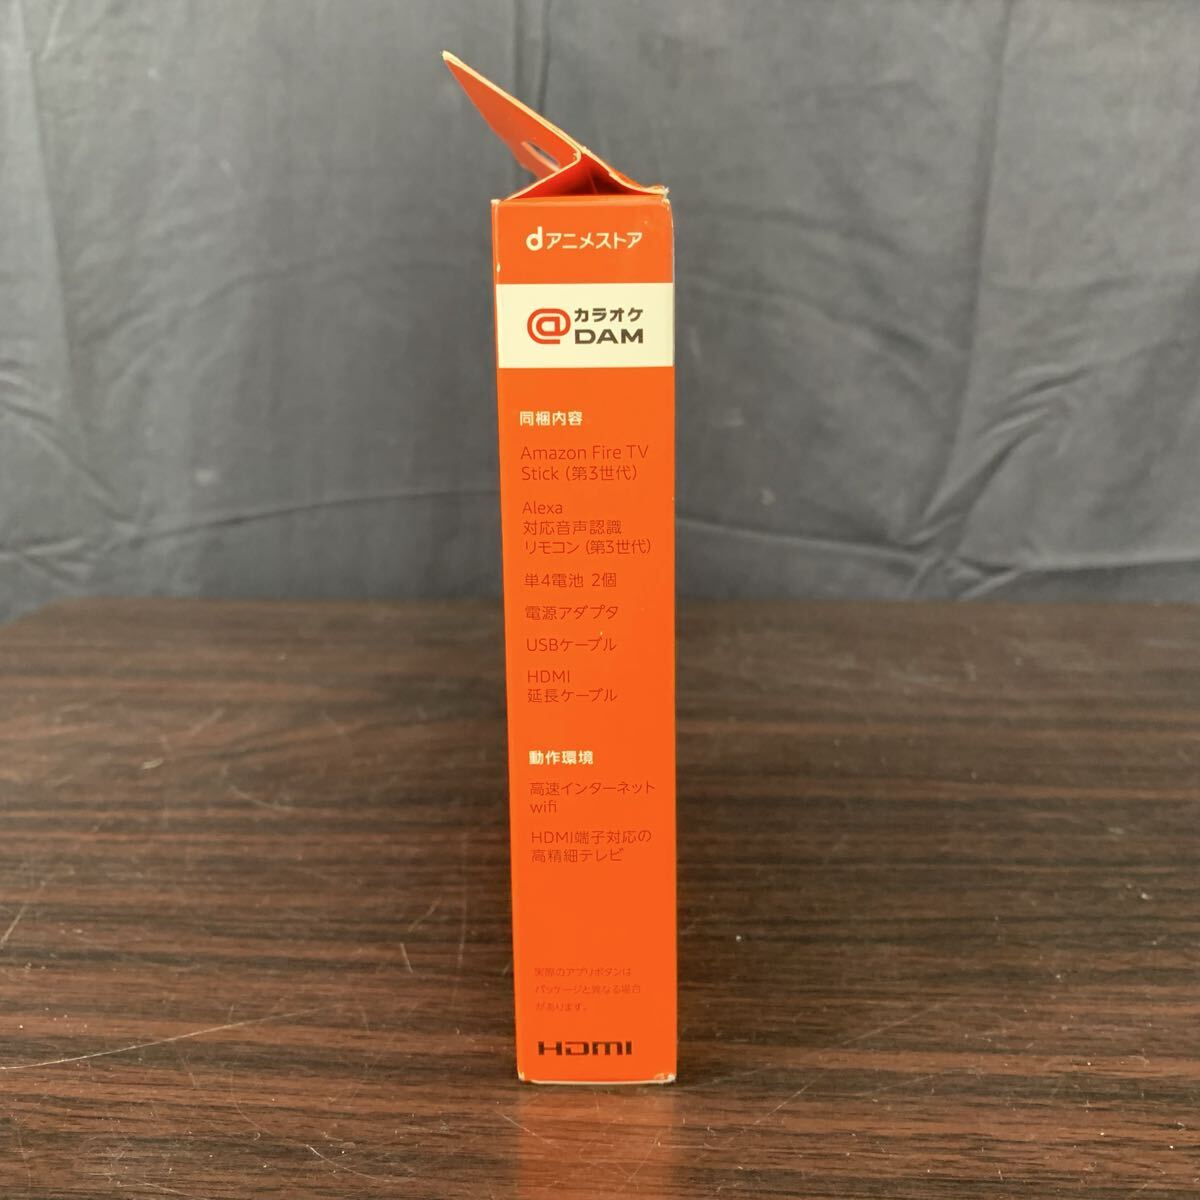 dアニメストア
@カラオケ
DAM
同梱内容
Amazon Fire TV
Stick (第3世代)
Alexa
対応音声認識
リモコン (第3世代)
単4電池 2個
電源アダプタ
USBケーブル
HDMI
延長ケーブル
動作環境
高速インターネット
wifi
HDMI端子対応の
高精細テレビ
実際のアプリボタンは
パッケージと異なる場合
があります。
HDMI